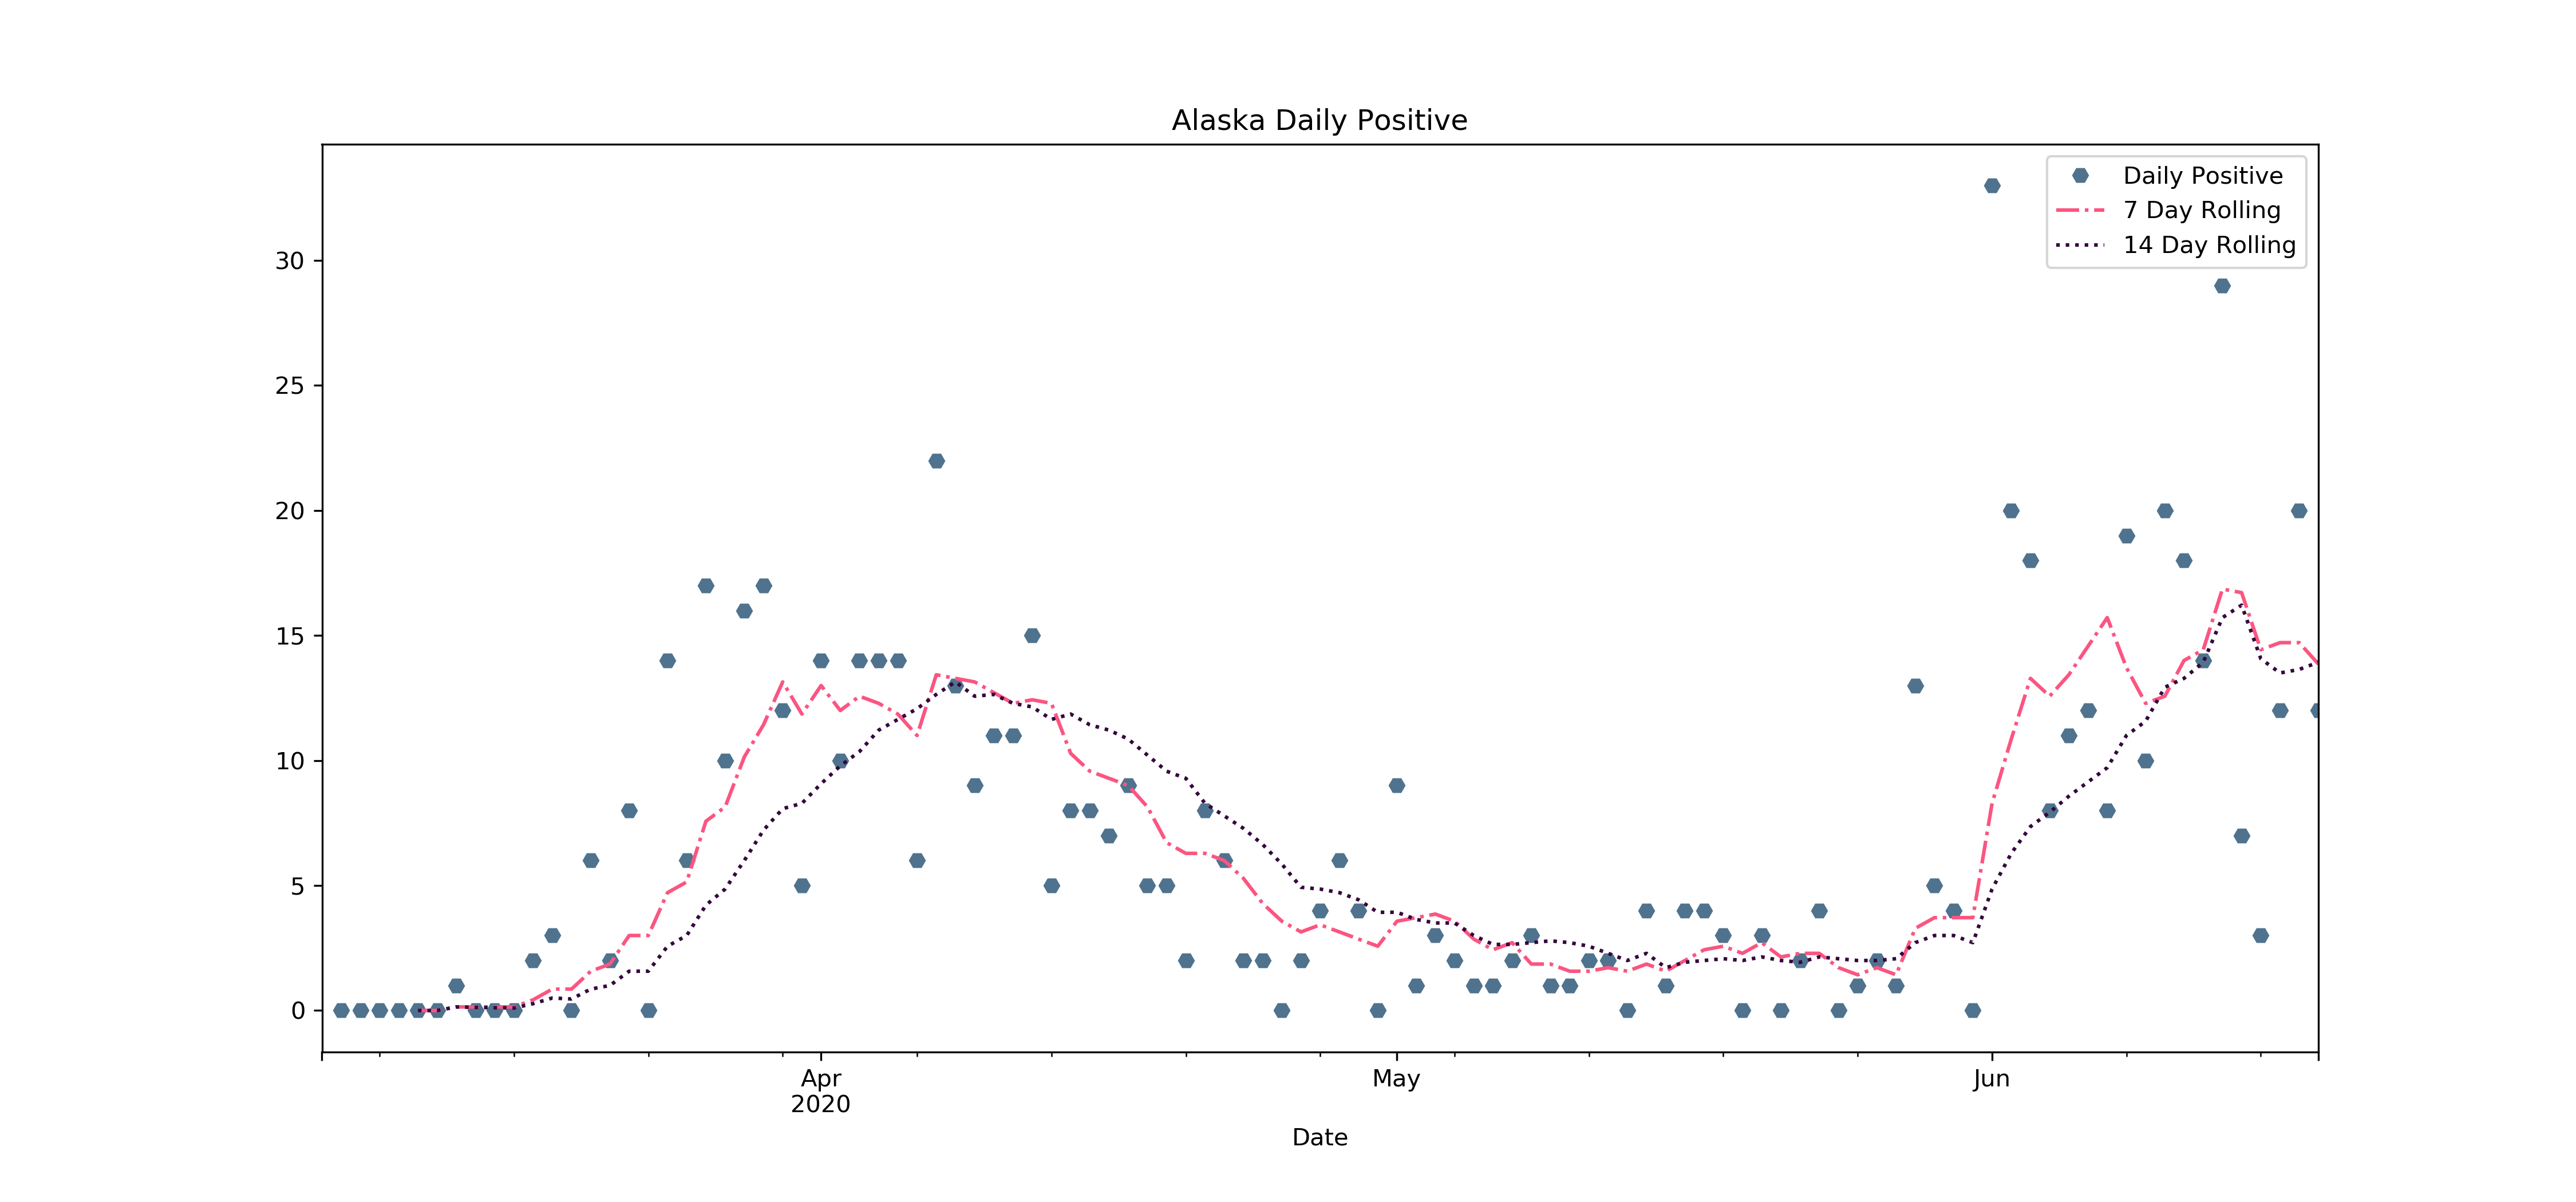 Alaska Daily Positive
Daily Positive
7 Day Rolling
14 Day Rolling
30
25
20
15
10
5
0
Apr
2020
May
Jun
Date